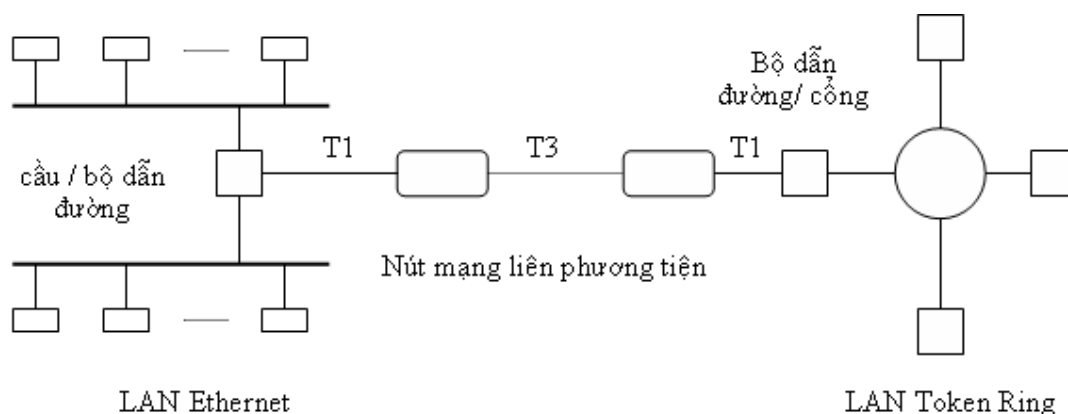 Bộ dẫn
đường/ cổng
T1
T3
T1
cầu / bộ dẫn
đường
Nút mạng liên phương tiện
LAN Ethernet
LAN Token Ring